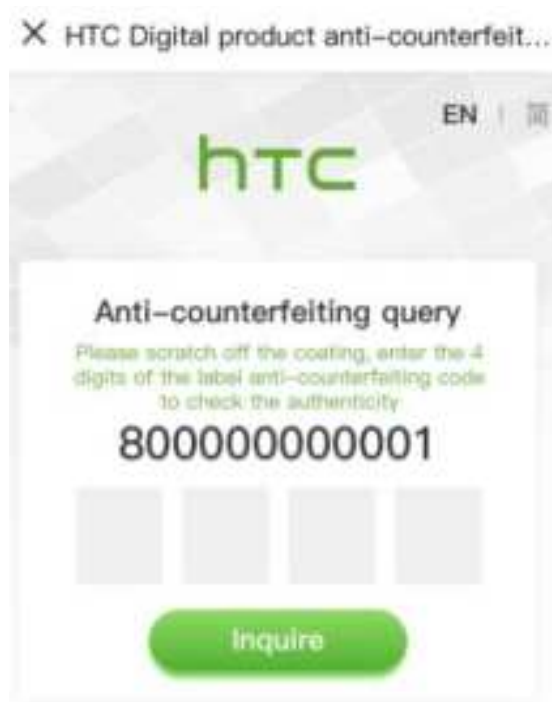 X HTC Digital product anti-counterfeit...
EN | 简
hTC
Anti-counterfeiting query
Please scratch off the coating, enter the 4
digits of the label anti-counterfeiting code
to check the authenticity
800000000001
Inquire